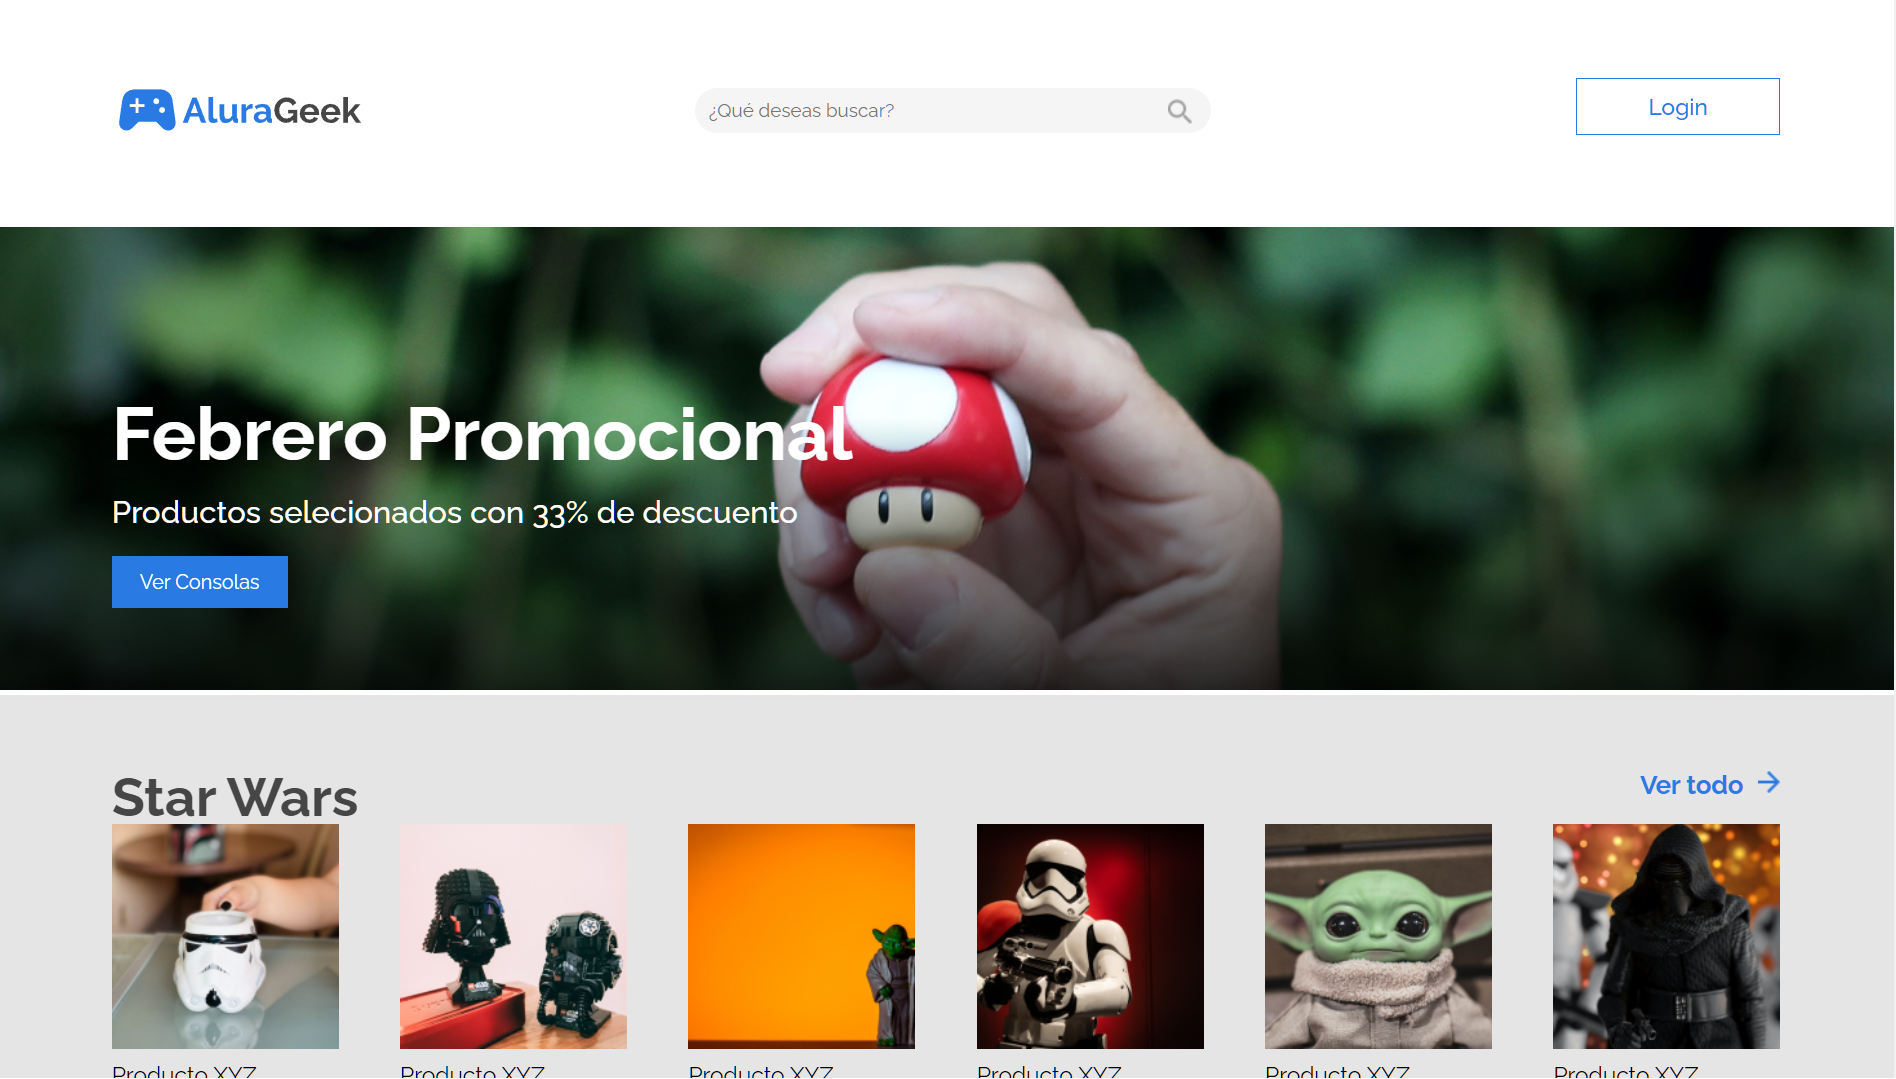 AluraGeek
¿Qué deseas buscar?
Login
Febrero Promocional
Productos selecionados con 33% de descuento
Ver Consolas
Star Wars
Ver todo
Producto XYZ
Producto XYZ
Producto XYZ
Producto XYZ
Producto XYZ
Producto XYZ